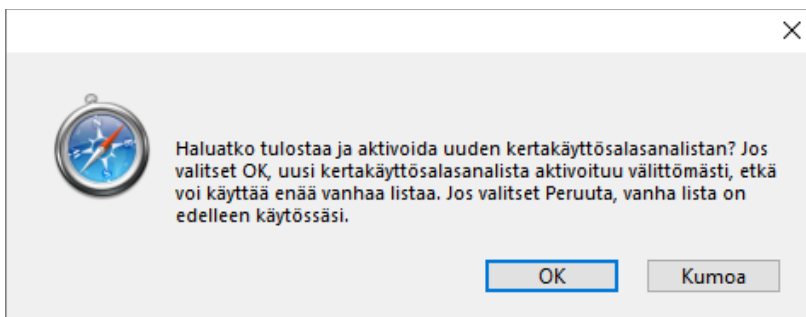 Haluatko tulostaa ja aktivoida uuden kertakäyttösalasanalistan? Jos
valitset OK, uusi kertakäyttösalasanalista aktivoituu välittömästi, etkä
voi käyttää enää vanhaa listaa. Jos valitset Peruuta, vanha lista on
edelleen käytössäsi.
OK Kumoa